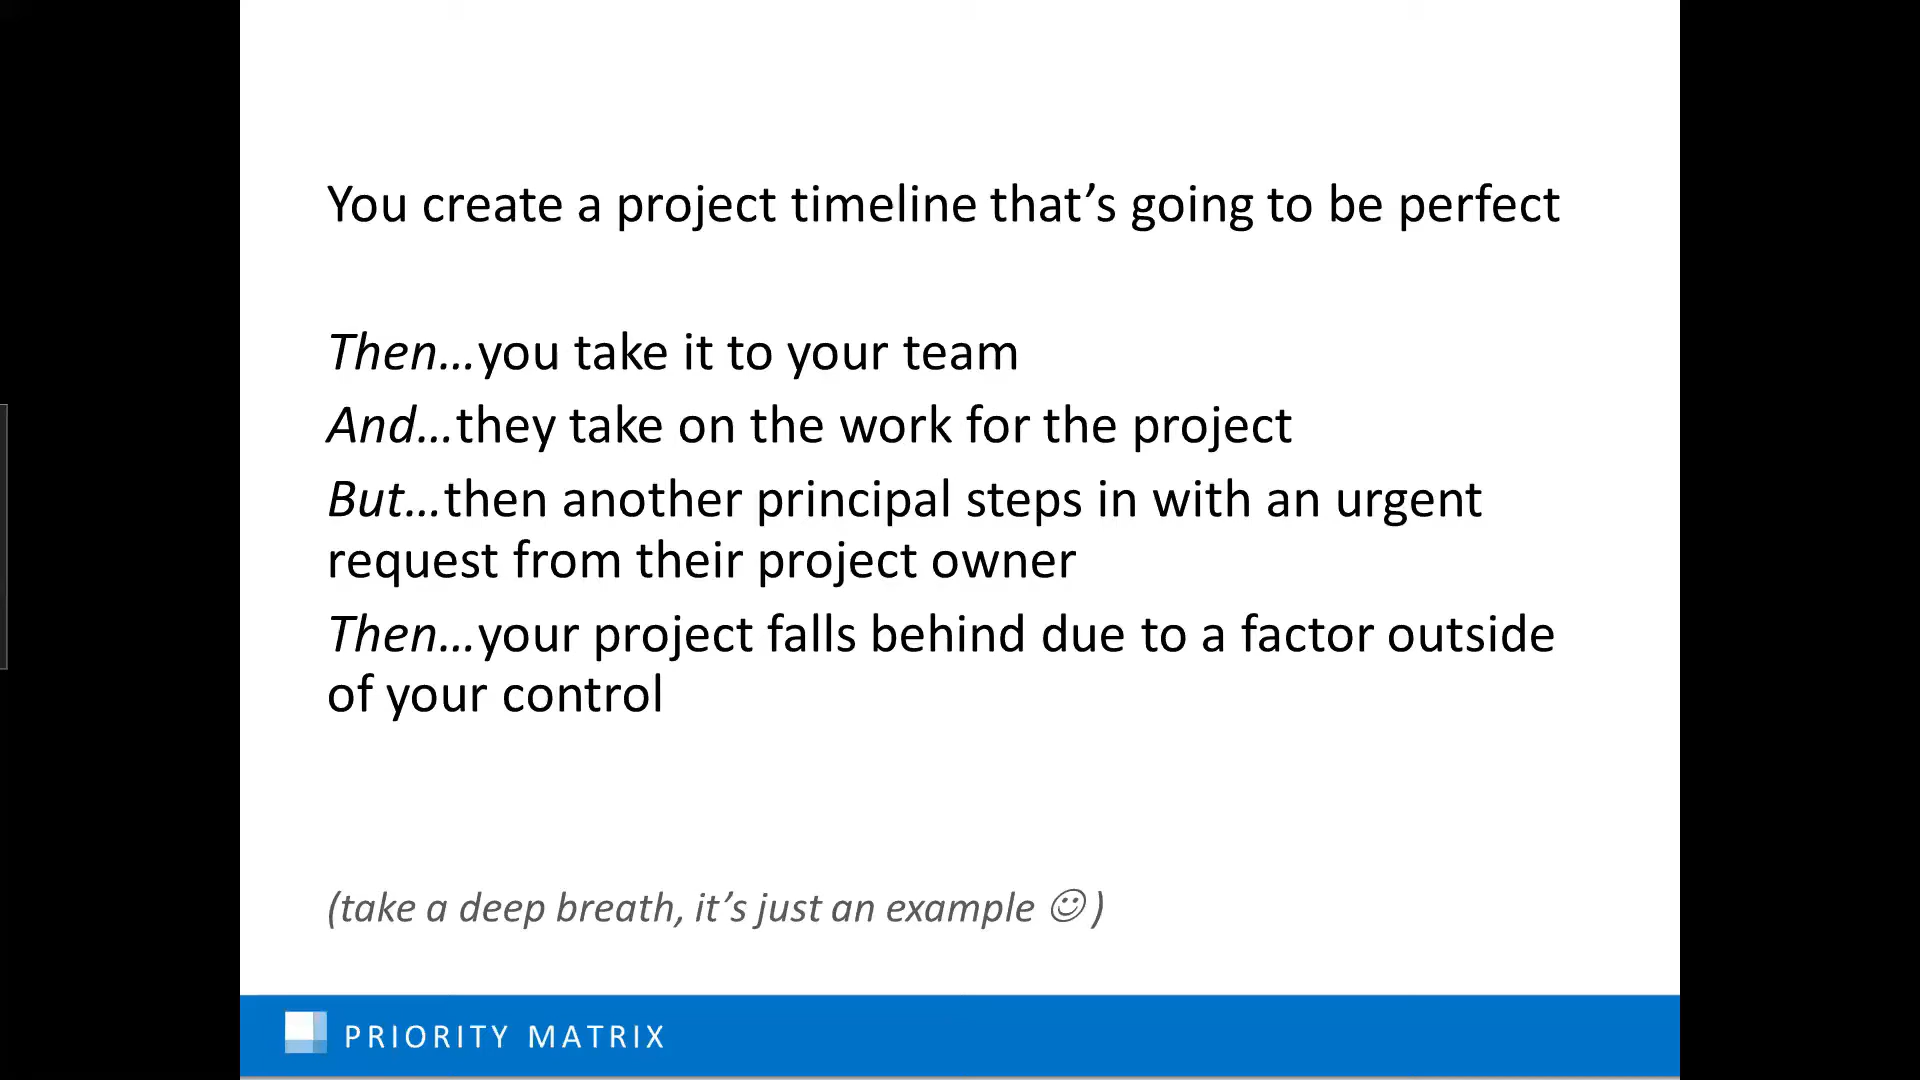 You create a project timeline that’s going to be perfect
Then…you take it to your team
And…they take on the work for the project
But…then another principal steps in with an urgent
request from their project owner
Then…your project falls behind due to a factor outside
of your control
(take a deep breath, it’s just an example ☺ )
PRIORITY MATRIX